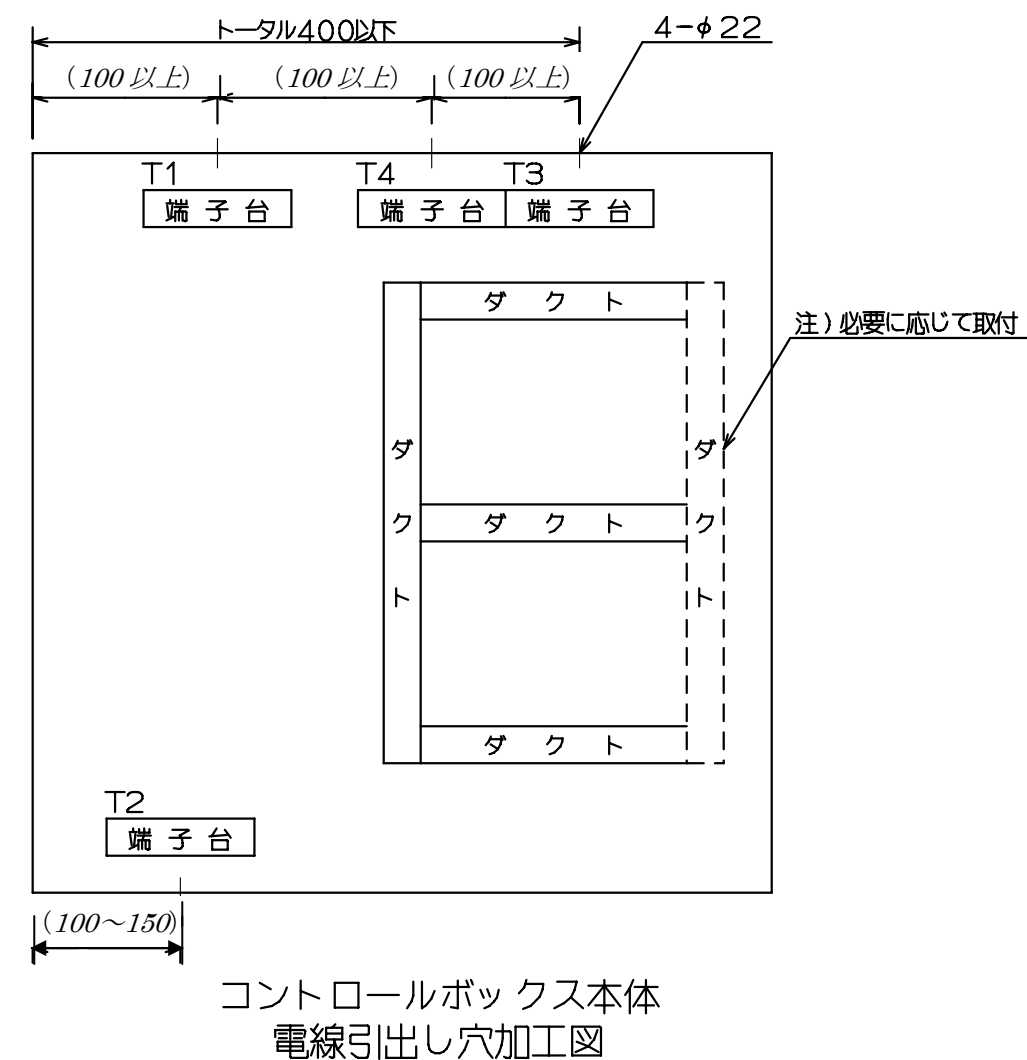 トータル400以下
4-φ22
(100以上)
(100以上)
(100以上)
T1
T4
T3
端子台
端子台
端子台
ダクト
注)必要に応じて取付
ダクト
ダクト
ダクト
ダクト
T2
端子台
(100～150)
コントロールボックス本体
電線引出し穴加工図